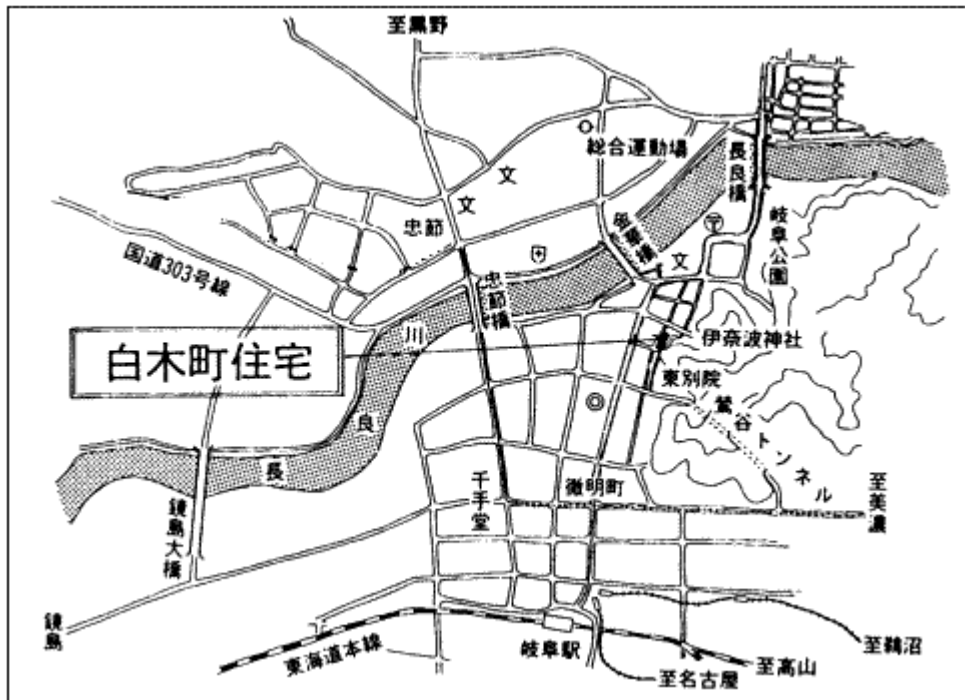 至黒野
総合運動場
長良橋
文
文
忠節
金華橋
文
岐阜公園
国道303号線
忠節橋
川
白木町住宅
伊奈波神社
東別院
鶯谷トンネル
良
長
千手堂
徹明町
至美濃
鏡島大橋
鏡島
東海道本線
岐阜駅
至名古屋
至高山
至鵜沼